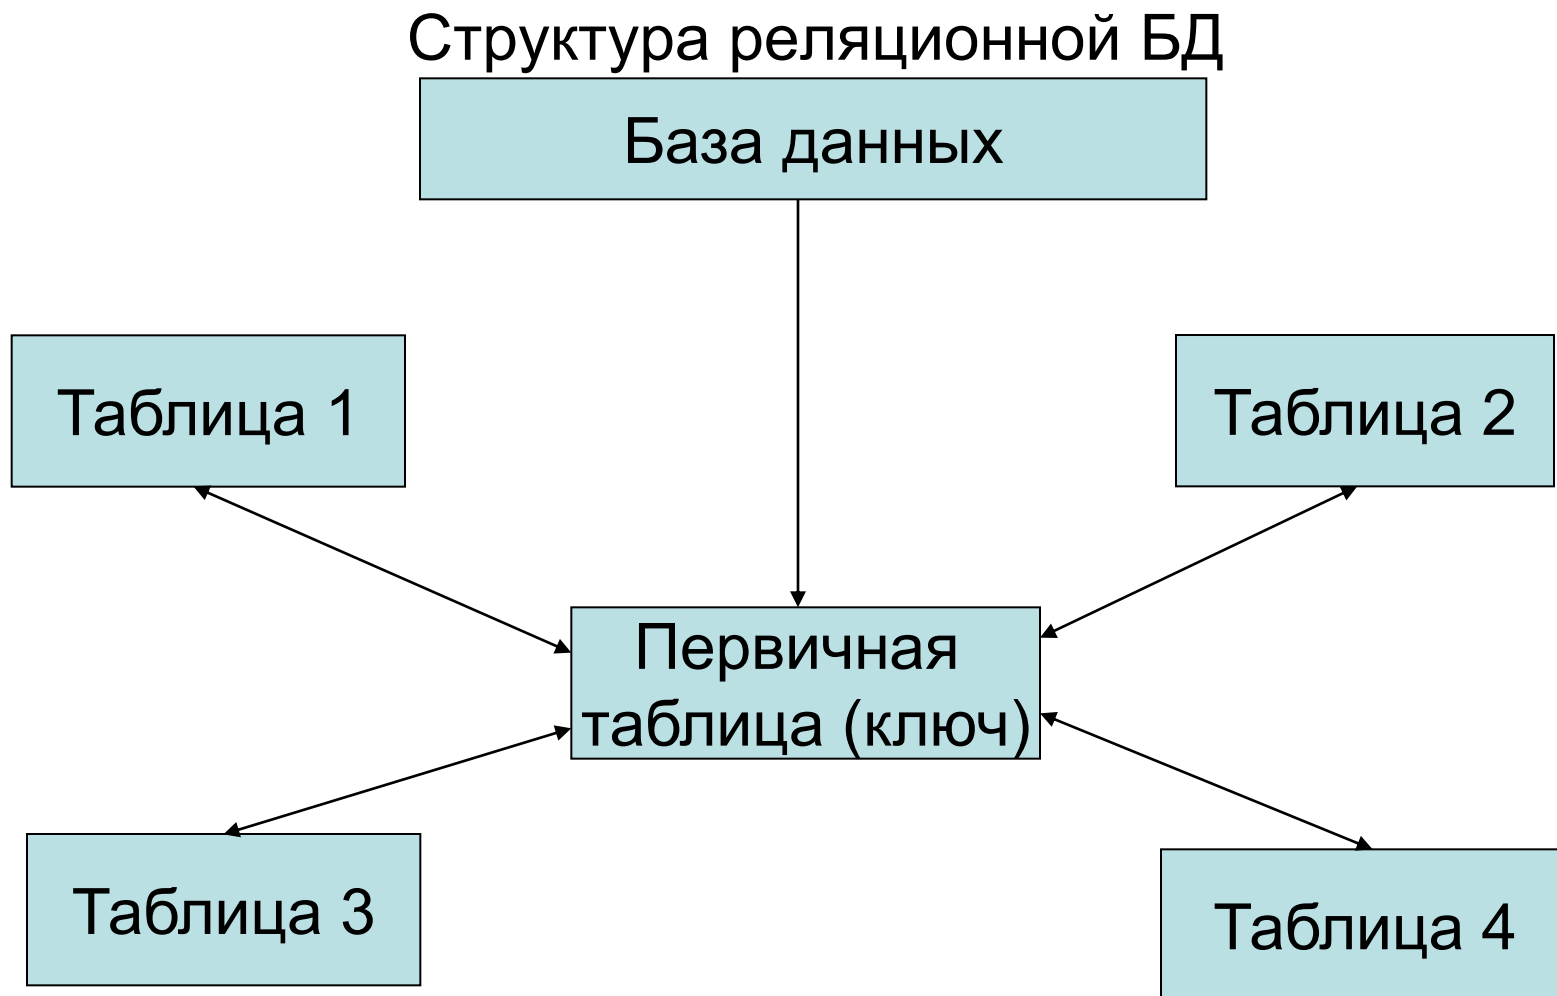 Структура реляционной БД
База данных
Таблица 1
Таблица 2
Первичная
таблица (ключ)
Таблица 3
Таблица 4